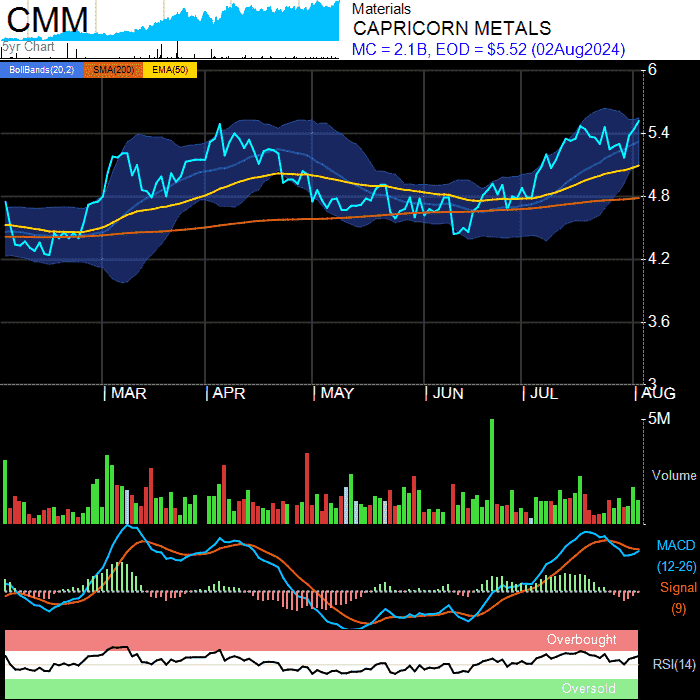 CMM
5yr Chart
Materials
CAPRICORN METALS
MC = 2.1B, EOD = $5.52 (02Aug2024)
BollBands(20,2) SMA(200) EMA(50)
6
5.4
4.8
4.2
3.6
3
MAR APR MAY JUN JUL AUG
5M
Volume
MACD
(12-26)
Signal
(9)
Overbought
RSI(14)
Oversold